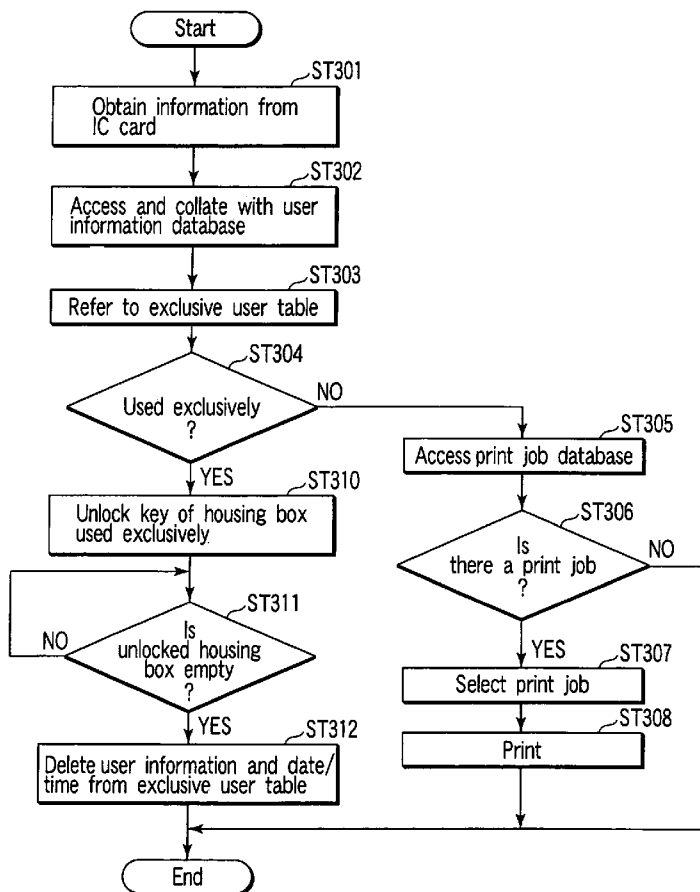 Start
ST301
Obtain information from
IC card
ST302
Access and collate with user
information database
ST303
Refer to exclusive user table
ST304
Used exclusively
?
NO
YES
ST305
Access print job database
ST306
Is
there a print job
?
NO
YES
ST307
Select print job
ST308
Print
ST310
Unlock key of housing box
used exclusively
ST311
Is
unlocked housing
box empty
?
NO
YES
ST312
Delete user information and date/
time from exclusive user table
End